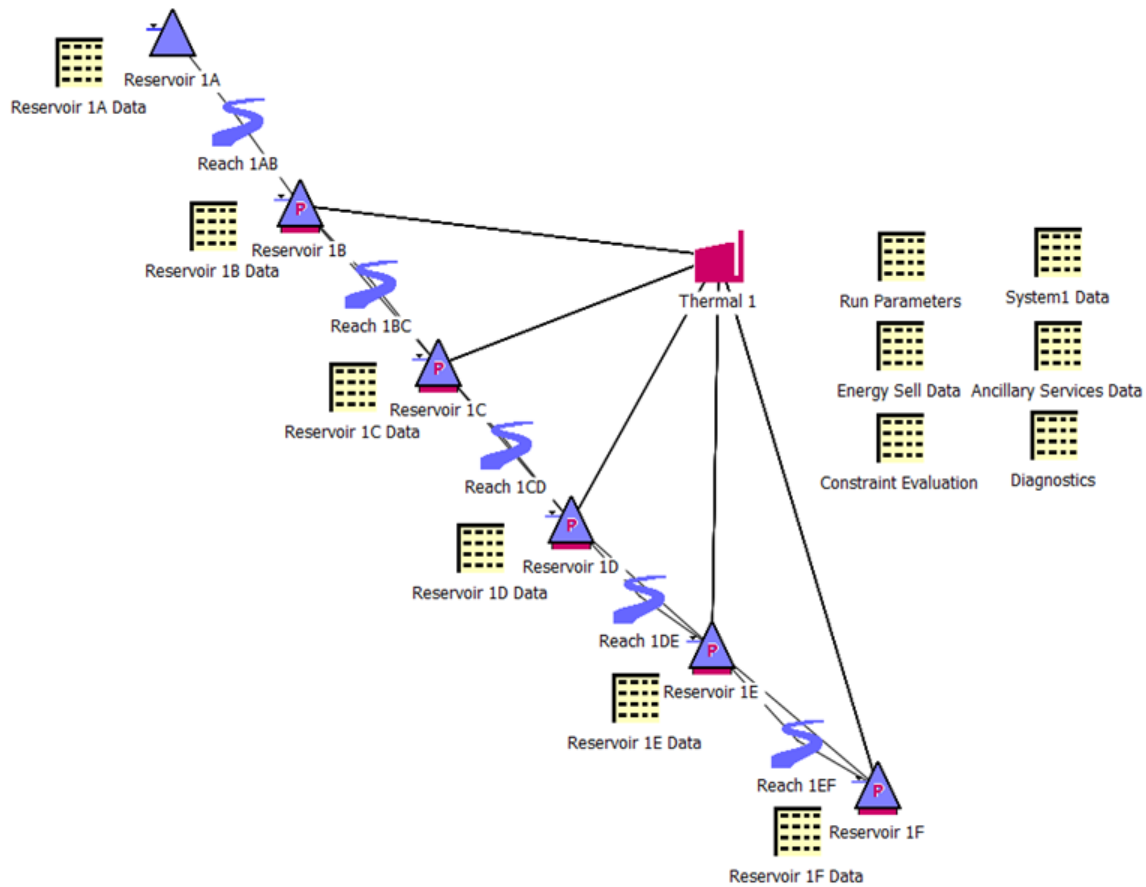 Reservoir 1A
Reservoir 1A Data
Reach 1AB
P
Reservoir 1B
Reservoir 1B Data
Thermal 1
Run Parameters
System1 Data
Reach 1BC
P
Reservoir 1C
Reservoir 1C Data
Energy Sell Data
Ancillary Services Data
Reach 1CD
Constraint Evaluation
Diagnostics
P
Reservoir 1D
Reservoir 1D Data
Reach 1DE
P
Reservoir 1E
Reservoir 1E Data
Reach 1EF
P
Reservoir 1F
Reservoir 1F Data